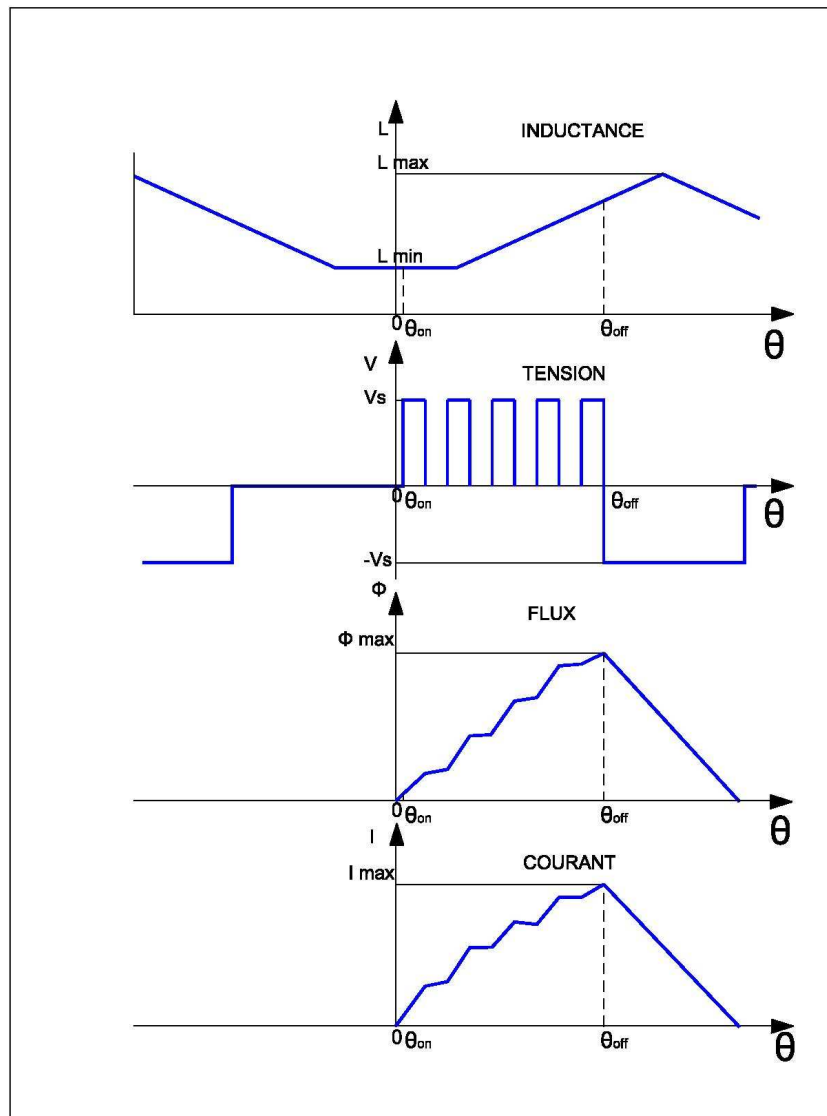 L INDUCTANCE
L max
L min
0 θon θoff θ
V TENSION
Vs
0 θon θoff θ
-Vs
Φ FLUX
Φ max
0 θon θoff θ
I COURANT
I max
0 θon θoff θ